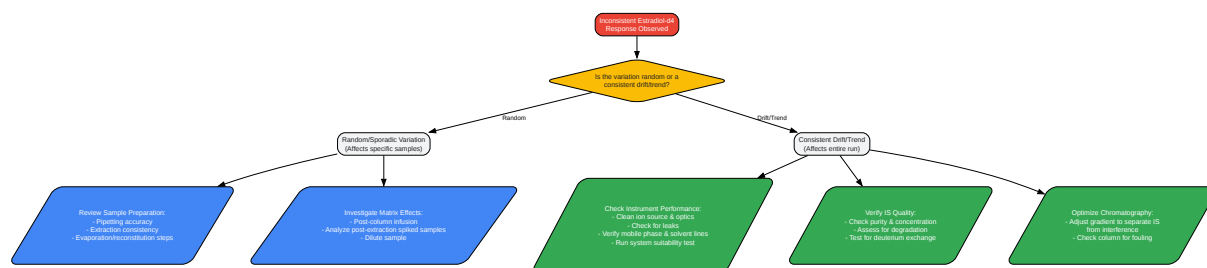 Inconsistent Estradiol-d4
Response Observed
Is the variation random or a
consistent drift/trend?
Random
Drift/Trend
Random/Sporadic Variation
(Affects specific samples)
Consistent Drift/Trend
(Affects entire run)
Review Sample Preparation:
- Pipetting accuracy
- Extraction consistency
- Evaporation/reconstitution steps
Investigate Matrix Effects:
- Post-column infusion
- Analyze post-extraction spiked samples
- Dilute sample
Check Instrument Performance:
- Clean ion source & optics
- Check for leaks
- Verify mobile phase & solvent lines
- Run system suitability test
Verify IS Quality:
- Check purity & concentration
- Assess for degradation
- Test for deuterium exchange
Optimize Chromatography:
- Adjust gradient to separate IS
from interference
- Check column for fouling